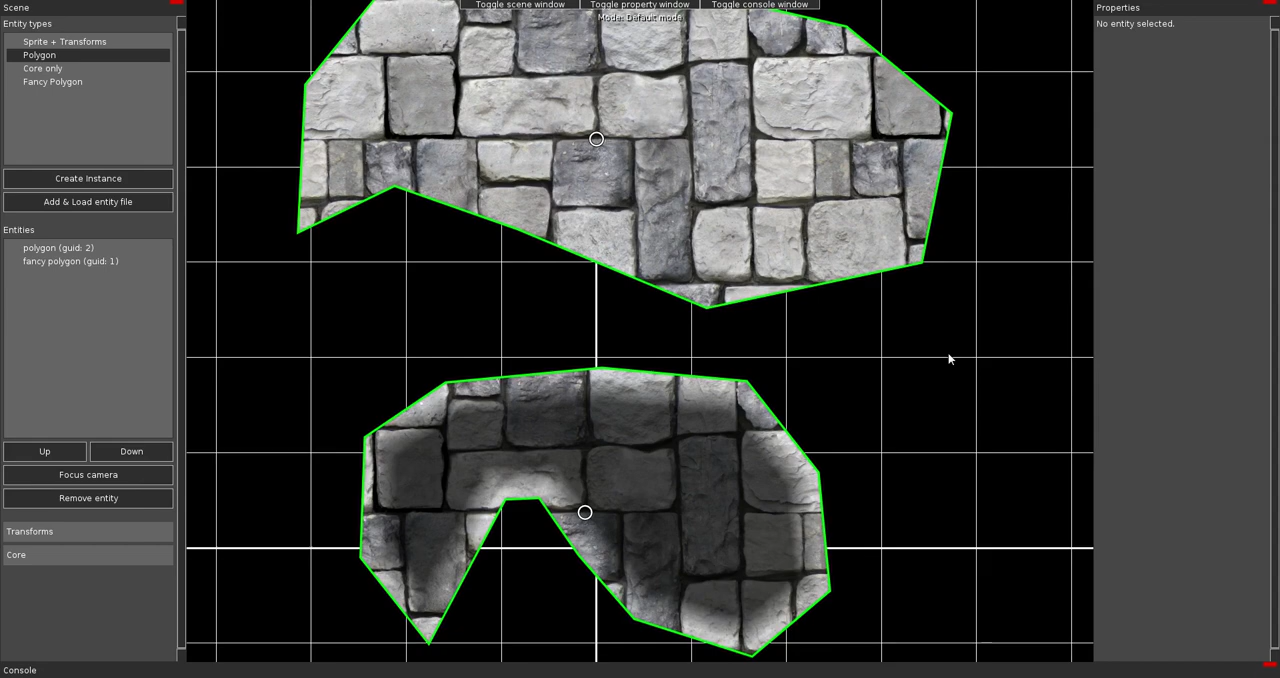 Scene
Entity types
Sprite + Transforms
Polygon
Core only
Fancy Polygon
Create Instance
Add & Load entity file
Entities
polygon (guid: 2)
fancy polygon (guid: 1)
Up
Down
Focus camera
Remove entity
Transforms
Core
Toggle scene window
Toggle property window
Toggle console window
Mode: Default mode
Properties
No entity selected.
Console